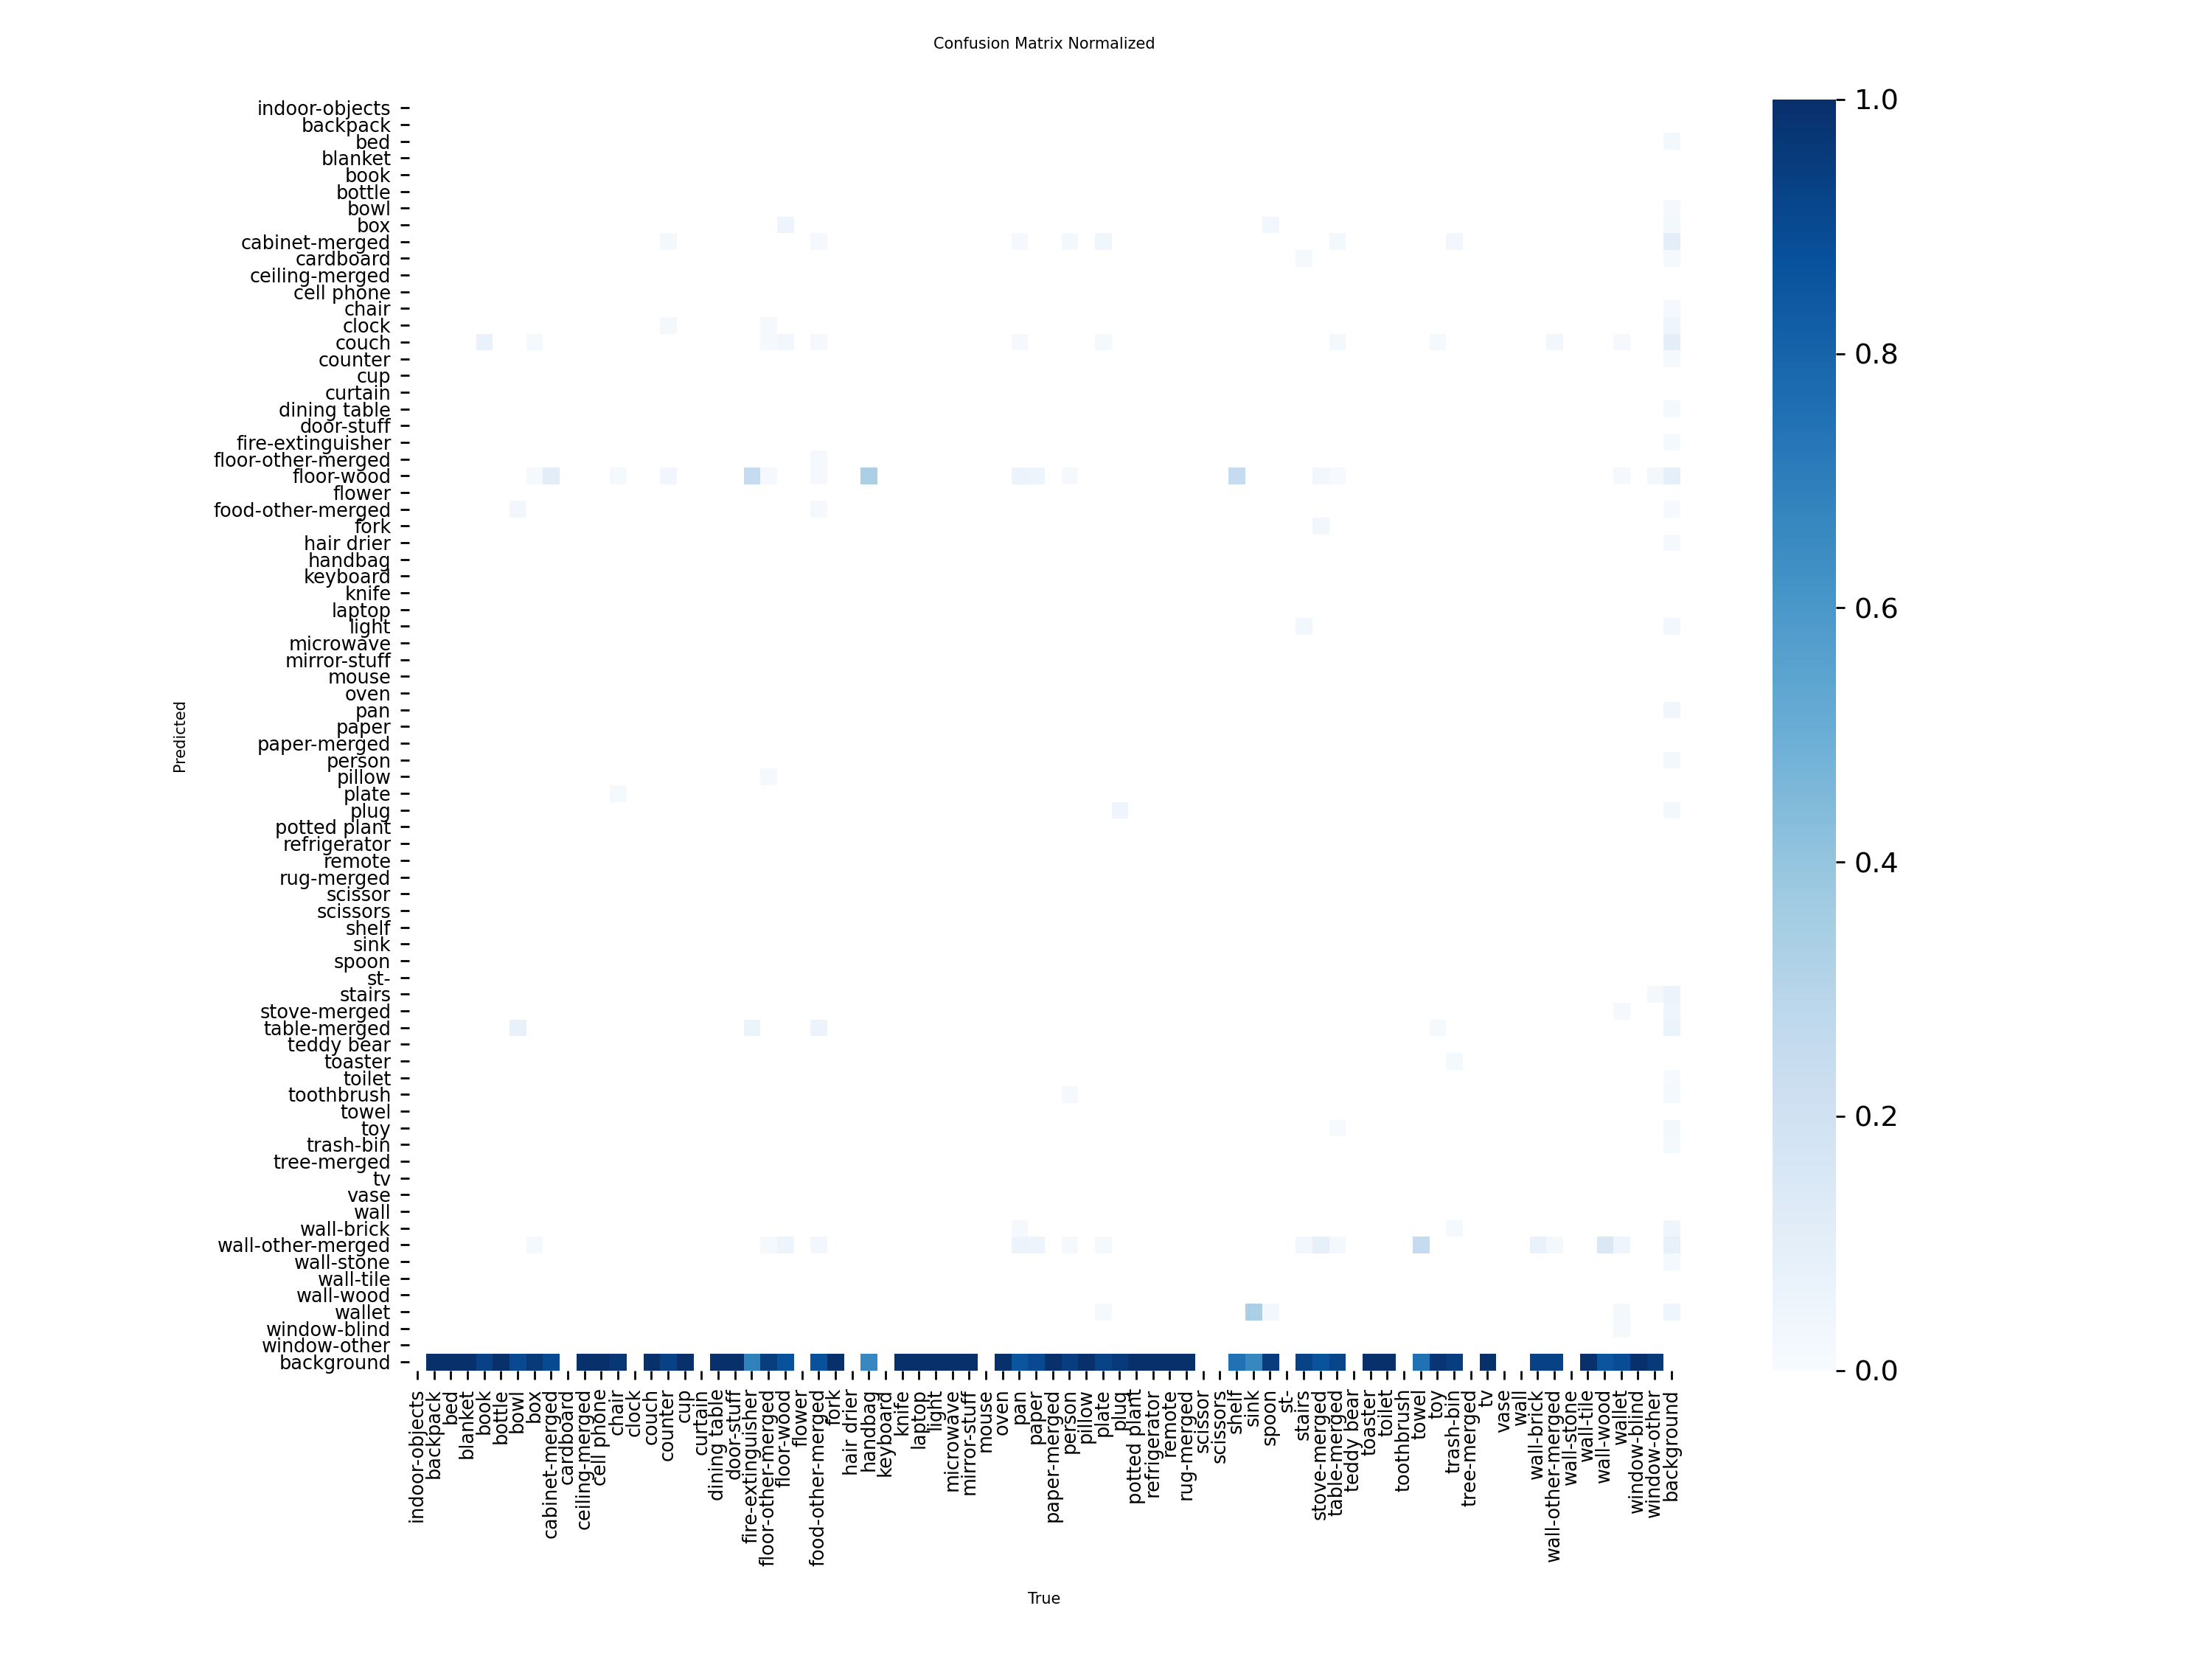 Confusion Matrix Normalized
indoor-objects
backpack
bed
blanket
book
bottle
bowl
box
cabinet-merged
cardboard
ceiling-merged
cell phone
chair
clock
couch
counter
cup
curtain
dining table
door-stuff
fire-extinguisher
floor-other-merged
floor-wood
flower
food-other-merged
fork
hair drier
handbag
keyboard
knife
laptop
light
microwave
mirror-stuff
mouse
oven
pan
paper
paper-merged
person
pillow
plate
plug
potted plant
refrigerator
remote
rug-merged
scissor
scissors
shelf
sink
spoon
st-
stairs
stove-merged
table-merged
teddy bear
toaster
toilet
toothbrush
towel
toy
trash-bin
tree-merged
tv
vase
wall
wall-brick
wall-other-merged
wall-stone
wall-tile
wall-wood
wallet
window-blind
window-other
background
Predicted
indoor-objects
backpack
bed
blanket
book
bottle
bowl
box
cabinet-merged
cardboard
ceiling-merged
cell phone
chair
clock
couch
counter
cup
curtain
dining table
door-stuff
fire-extinguisher
floor-other-merged
floor-wood
flower
food-other-merged
fork
hair drier
handbag
keyboard
knife
laptop
light
microwave
mirror-stuff
mouse
oven
pan
paper
paper-merged
person
pillow
plate
plug
potted plant
refrigerator
remote
rug-merged
scissor
scissors
shelf
sink
spoon
st-
stairs
stove-merged
table-merged
teddy bear
toaster
toilet
toothbrush
towel
toy
trash-bin
tree-merged
tv
vase
wall
wall-brick
wall-other-merged
wall-stone
wall-tile
wall-wood
wallet
window-blind
window-other
background
True
1.0
0.8
0.6
0.4
0.2
0.0